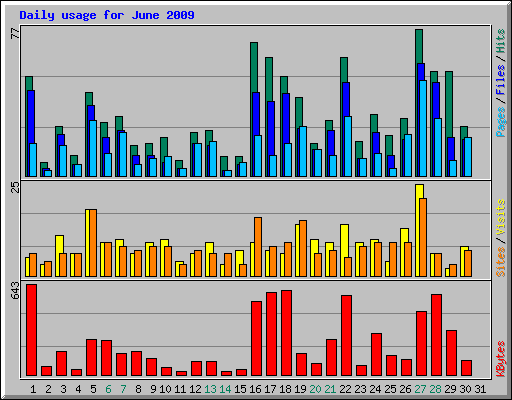 Daily usage for June 2009
77
Pages / Files / Hits
25
Sites / Visits
643
KBytes
1 2 3 4 5 6 7 8 9 10 11 12 13 14 15 16 17 18 19 20 21 22 23 24 25 26 27 28 29 30 31